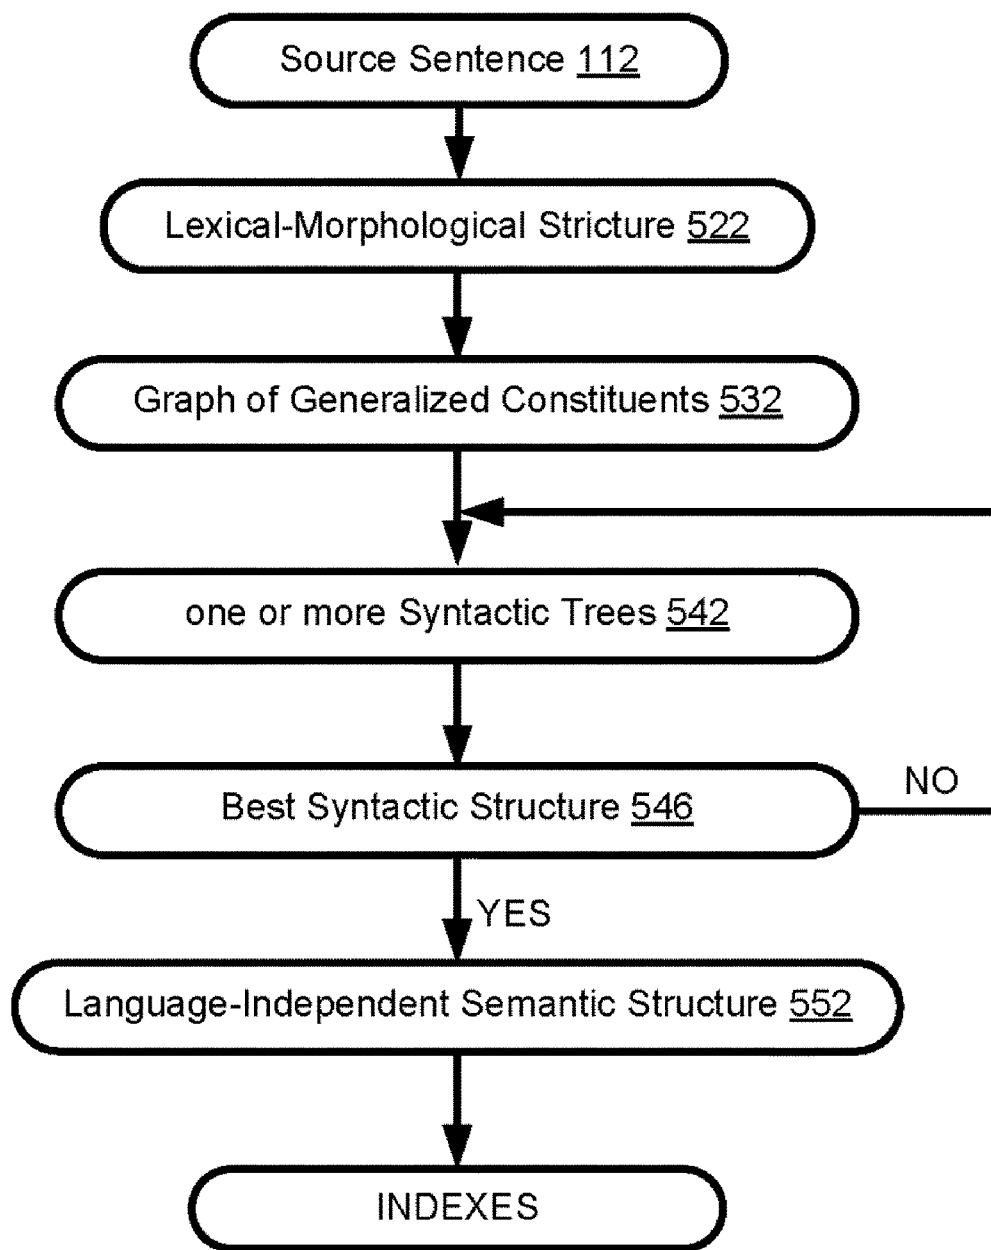 Source Sentence 112
Lexical-Morphological Stricture 522
Graph of Generalized Constituents 532
one or more Syntactic Trees 542
Best Syntactic Structure 546
NO
YES
Language-Independent Semantic Structure 552
INDEXES